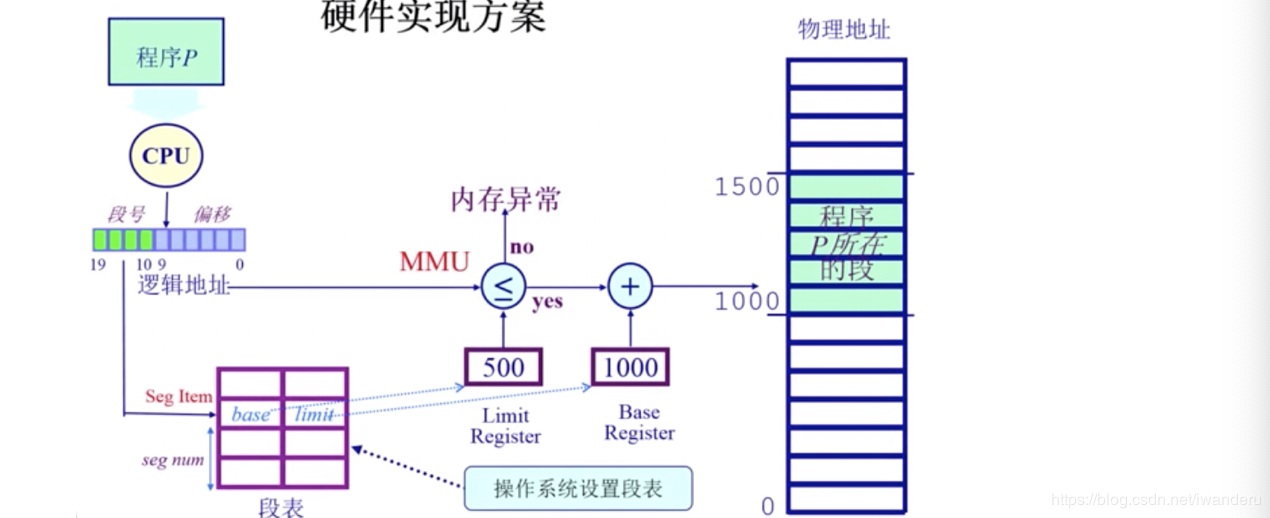 硬件实现方案
程序P
CPU
段号
偏移
19
10 9
0
逻辑地址
MMU
内存异常
no
≤
yes
+
500
1000
Limit
Register
Base
Register
Seg Item
base
limit
seg num
段表
操作系统设置段表
物理地址
1500
程序
P所在
的段
1000
0
https://blog.csdn.net/iwanderu